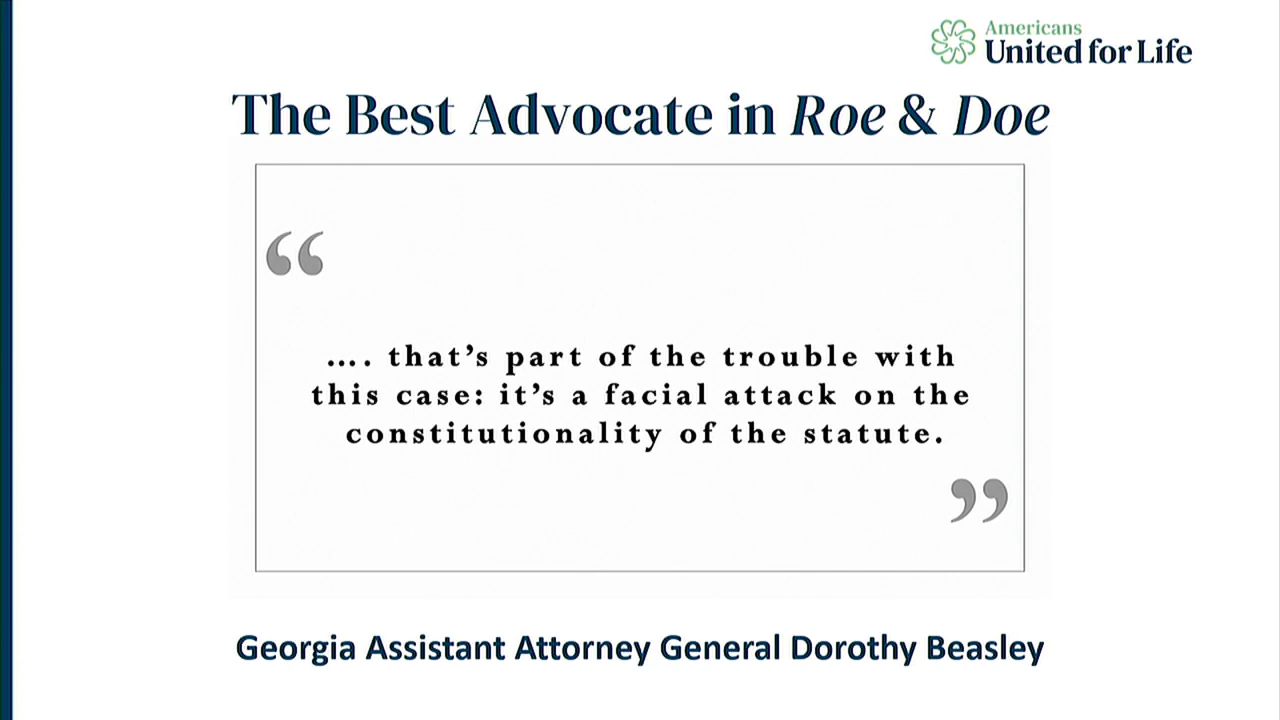 Americans
United for Life
The Best Advocate in Roe & Doe
“
.... that’s part of the trouble with
this case: it’s a facial attack on the
constitutionality of the statute.
”
Georgia Assistant Attorney General Dorothy Beasley